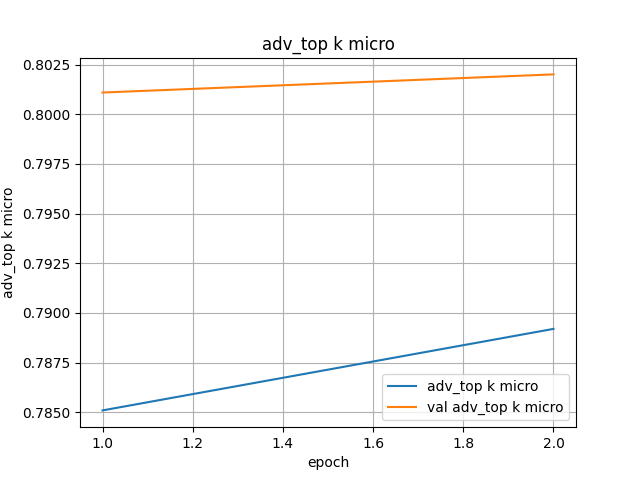 adv_top k micro
0.8025
0.8000
0.7975
0.7950
0.7925
0.7900
0.7875
0.7850
adv_top k micro
1.0 1.2 1.4 1.6 1.8 2.0
epoch
adv_top k micro
val adv_top k micro